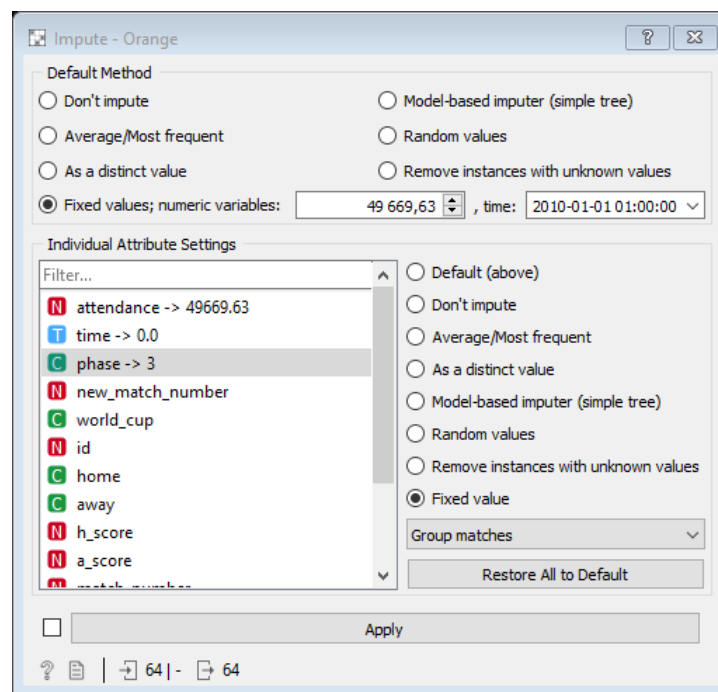 Impute - Orange
Default Method
Don't impute
Model-based imputer (simple tree)
Average/Most frequent
Random values
As a distinct value
Remove instances with unknown values
Fixed values; numeric variables: 49 669,63 , time: 2010-01-01 01:00:00
Individual Attribute Settings
Filter...
N attendance -> 49669.63
T time -> 0.0
C phase -> 3
N new_match_number
C world_cup
N id
C home
C away
N h_score
N a_score
N match_number
Default (above)
Don't impute
Average/Most frequent
As a distinct value
Model-based imputer (simple tree)
Random values
Remove instances with unknown values
Fixed value
Group matches
Restore All to Default
Apply
? 64 | - 64